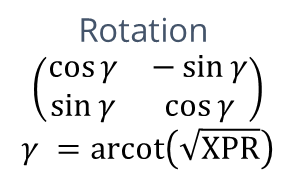 Rotation
(cos γ − sin γ
sin γ cos γ)
γ = arcot(√XPR)